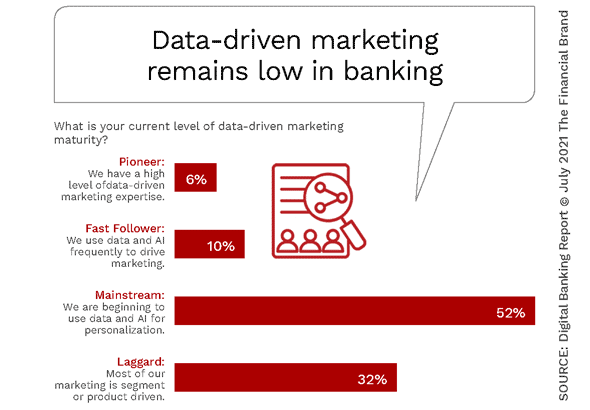 Data-driven marketing
remains low in banking
What is your current level of data-driven marketing
maturity?
Pioneer:
We have a high
level ofdata-driven
marketing expertise.
6%
Fast Follower:
We use data and AI
frequently to drive
marketing.
10%
Mainstream:
We are beginning to
use data and AI for
personalization.
52%
Laggard:
Most of our
marketing is segment
or product driven.
32%
SOURCE: Digital Banking Report © July 2021 The Financial Brand